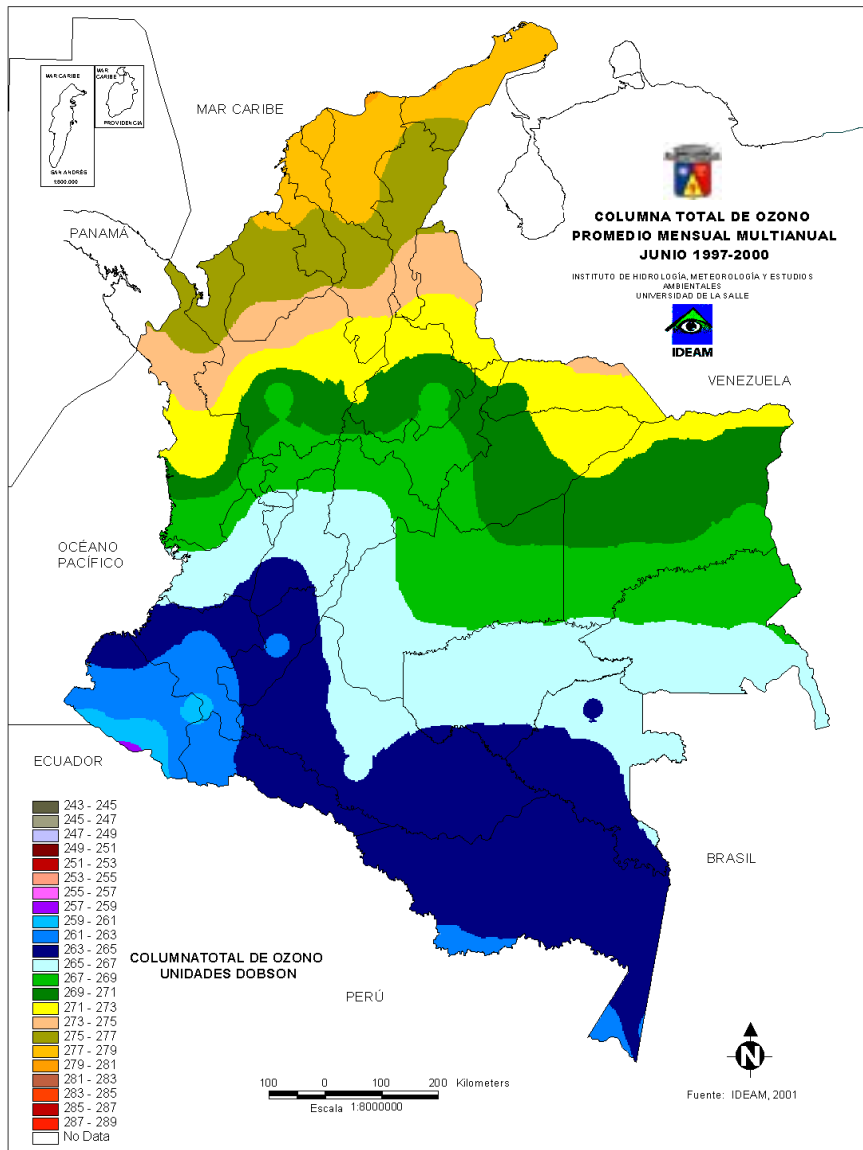 MAR CARIBE
MAR
CARIBE
PROVIDENCIA
SAN ANDRÉS
1:600.000
MAR CARIBE
PANAMÁ
COLUMNA TOTAL DE OZONO
PROMEDIO MENSUAL MULTIANUAL
JUNIO 1997-2000
INSTITUTO DE HIDROLOGÍA, METEOROLOGÍA Y ESTUDIOS
AMBIENTALES
UNIVERSIDAD DE LA SALLE
IDEAM
VENEZUELA
OCÉANO
PACÍFICO
ECUADOR
BRASIL
PERÚ
243 - 245
245 - 247
247 - 249
249 - 251
251 - 253
253 - 255
255 - 257
257 - 259
259 - 261
261 - 263
263 - 265
265 - 267
267 - 269
269 - 271
271 - 273
273 - 275
275 - 277
277 - 279
279 - 281
281 - 283
283 - 285
285 - 287
287 - 289
No Data
COLUMNATOTAL DE OZONO
UNIDADES DOBSON
100 0 100 200 Kilometers
Escala 1:8000000
N
Fuente: IDEAM, 2001